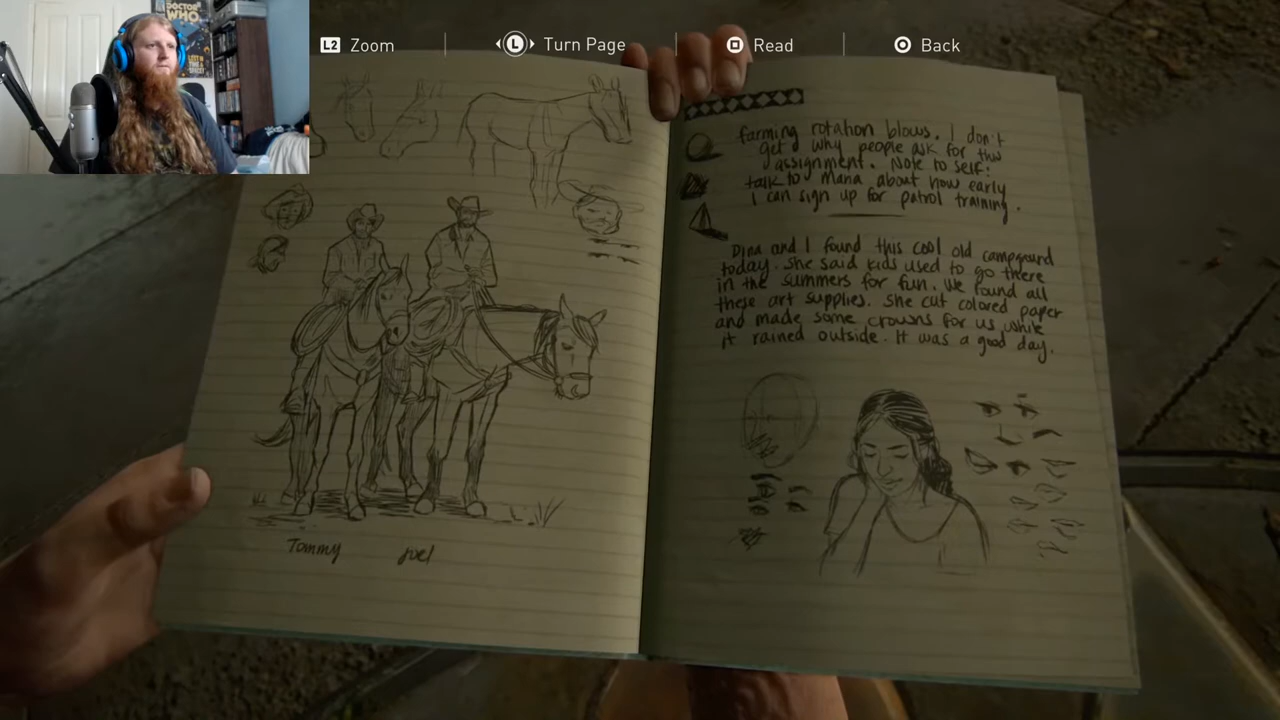 DOCTOR
WHO
L2 Zoom
L Turn Page
Read
Back
farming rotation blows. I don't
get why people ask for this
assignment. Note to self:
talk to Maria about how early
I can sign up for patrol training.
Dina and I found this cool old campground
today. She said kids used to go there
in the summers for fun. We found all
these art supplies. She cut colored paper
and made some crowns for us while
it rained outside. It was a good day.
Tommy Joel